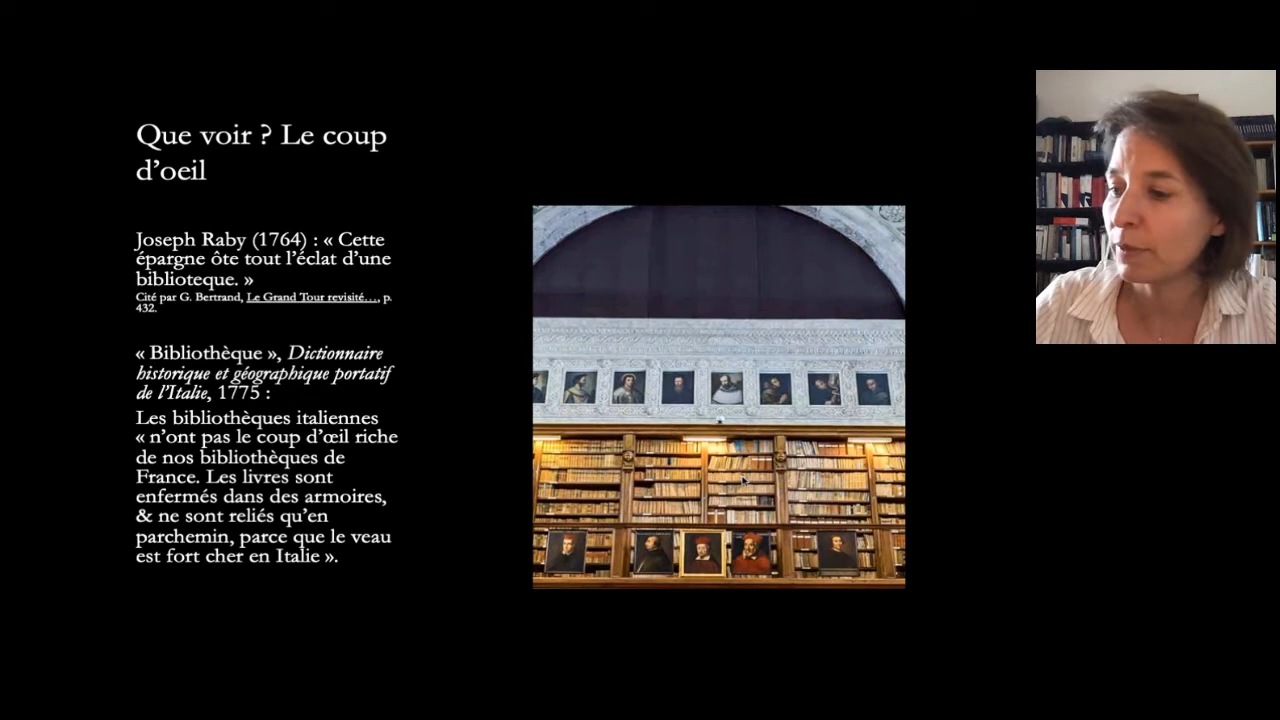 Que voir ? Le coup
d’oeil
Joseph Raby (1764) : « Cette
épargne ôte tout l’éclat d’une
biblioteque. »
Cité par G. Bertrand, Le Grand Tour revisité…, p.
432.
« Bibliothèque », Dictionnaire
historique et géographique portatif
de l’Italie, 1775 :
Les bibliothèques italiennes
« n’ont pas le coup d’œil riche
de nos bibliothèques de
France. Les livres sont
enfermés dans des armoires,
& ne sont reliés qu’en
parchemin, parce que le veau
est fort cher en Italie ».